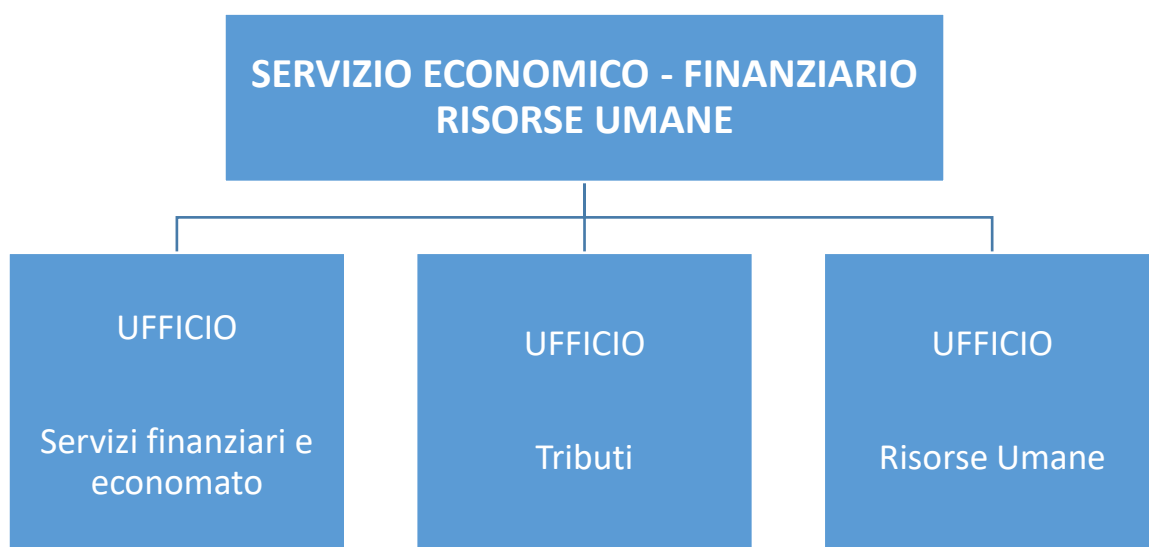 SERVIZIO ECONOMICO - FINANZIARIO
RISORSE UMANE
UFFICIO
Servizi finanziari e
economato
UFFICIO
Tributi
UFFICIO
Risorse Umane